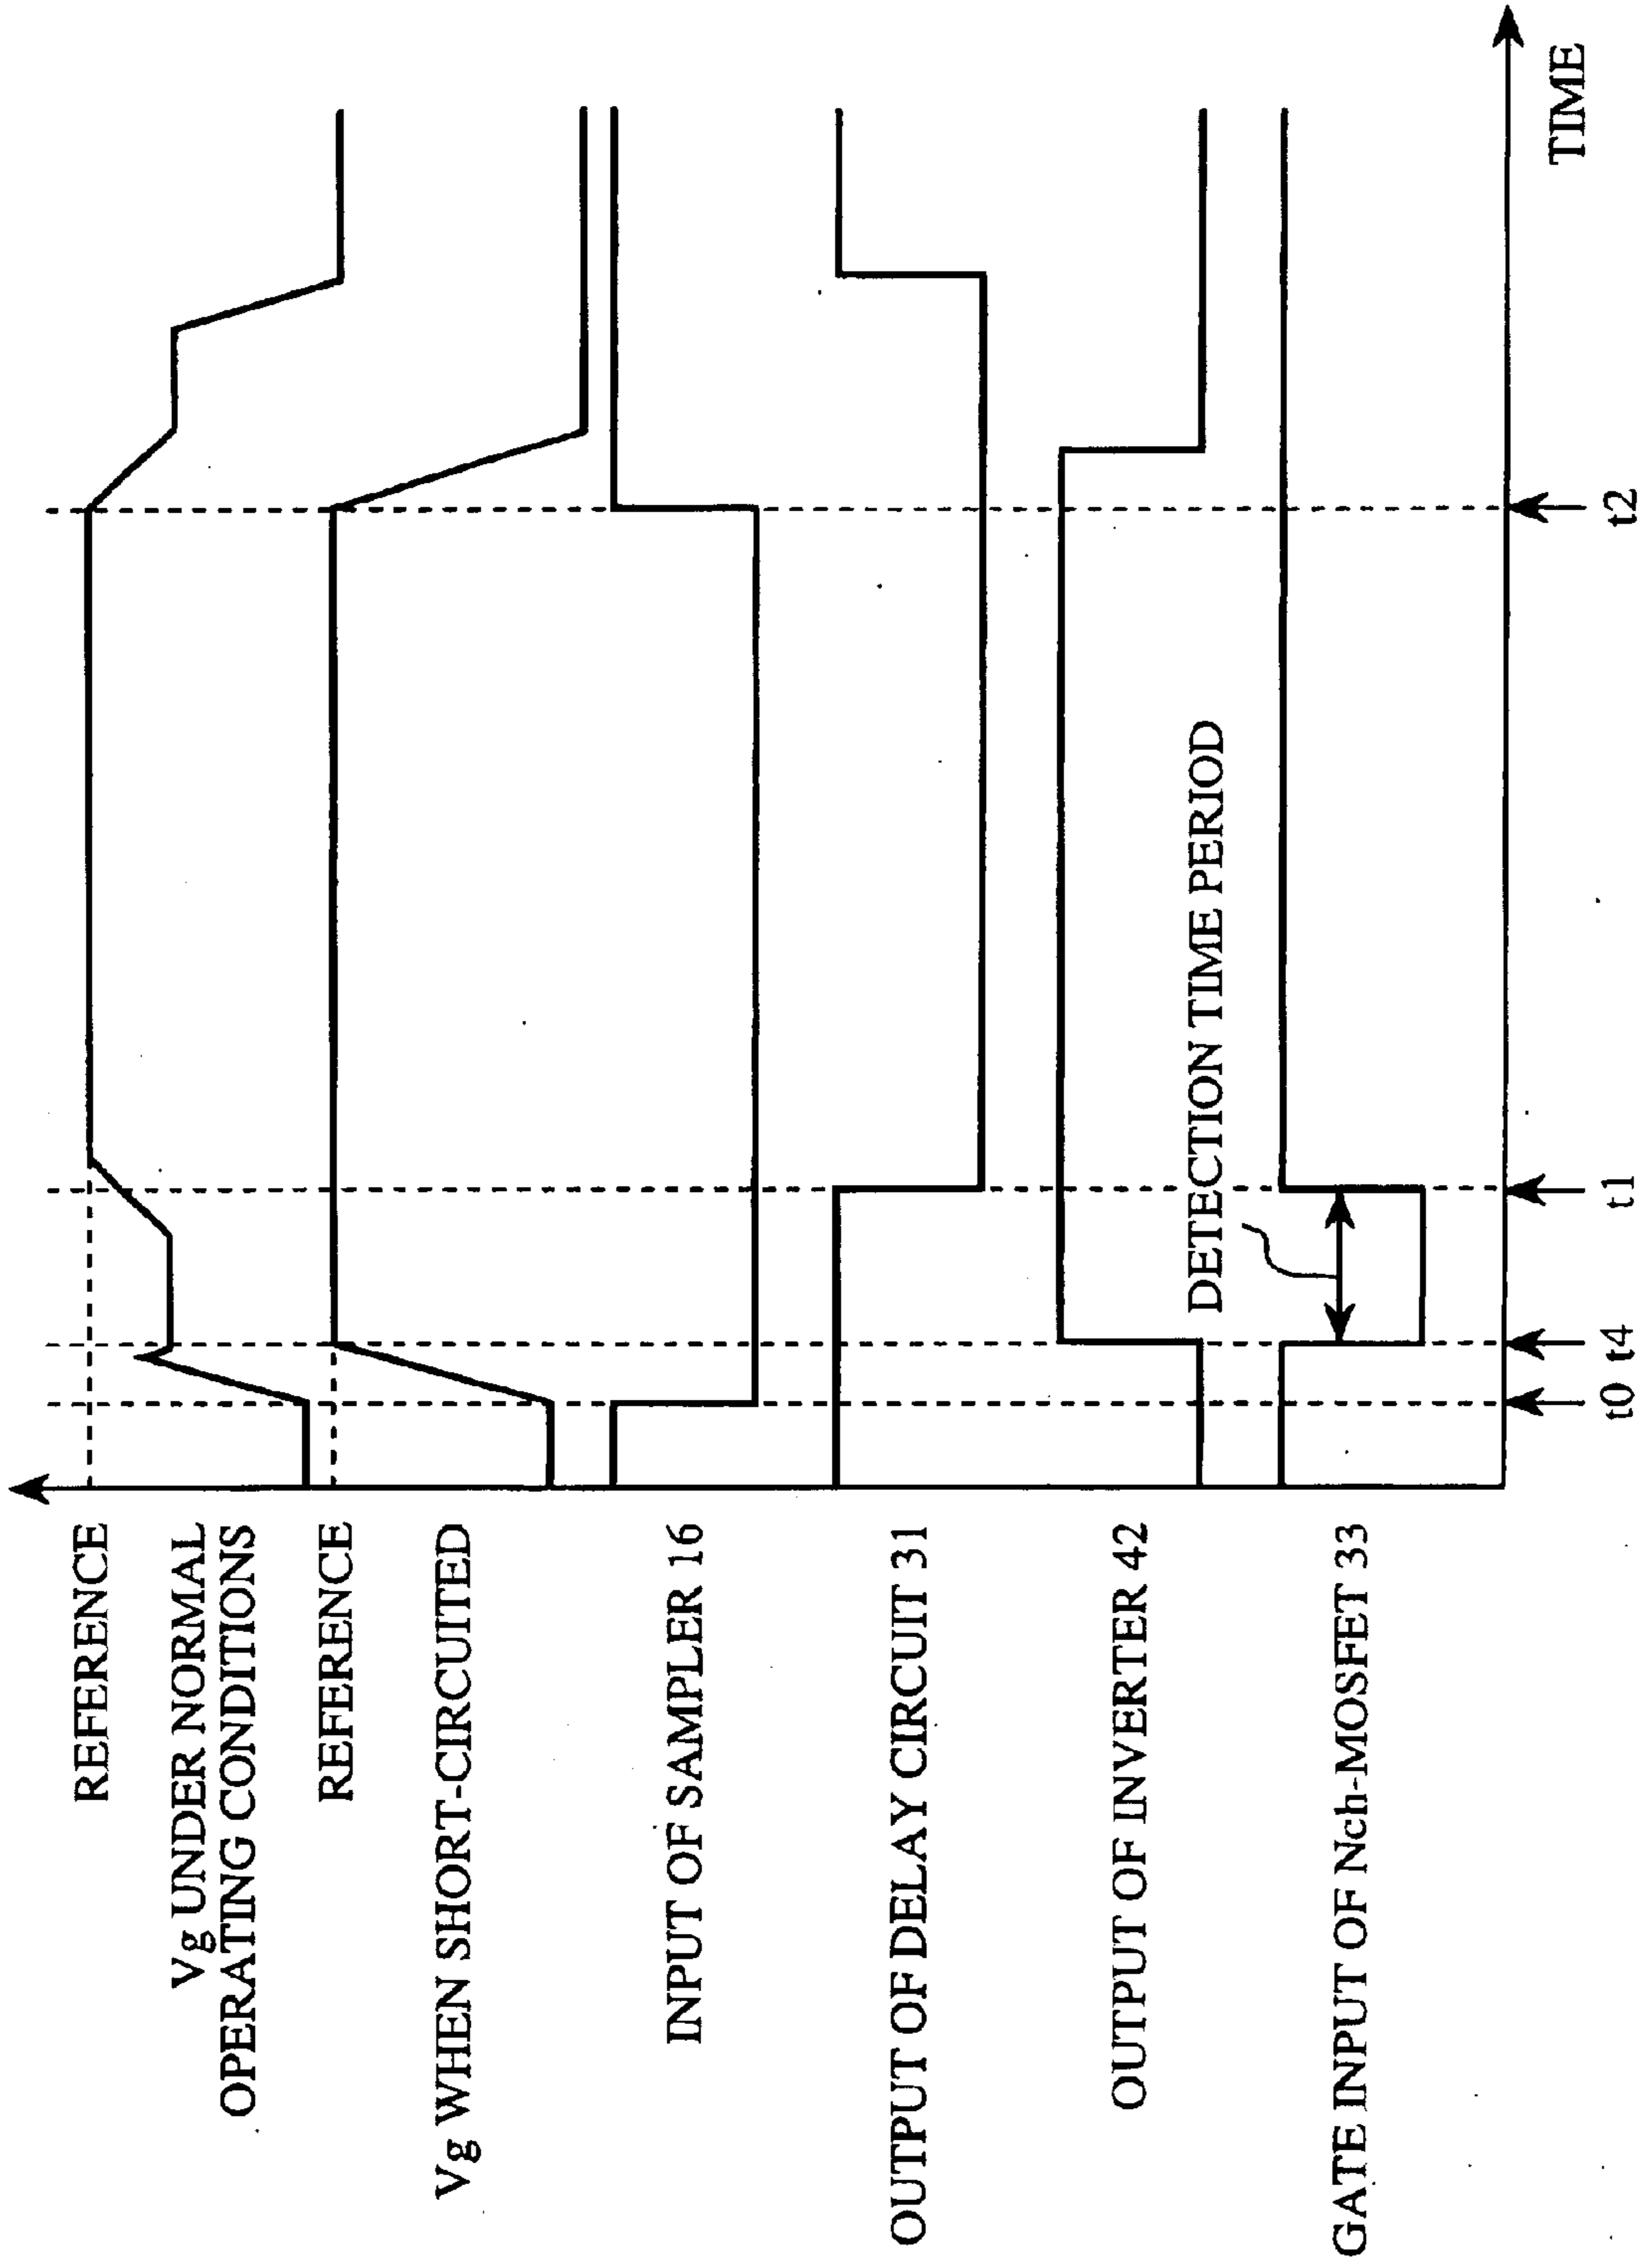 REFERENCE
Vg UNDER NORMAL
OPERATING CONDITIONS
REFERENCE
Vg WHEN SHORT-CIRCUITED
INPUT OF SAMPLER 16
OUTPUT OF DELAY CIRCUIT 31
OUTPUT OF INVERTER 42
GATE INPUT OF Nch-MOSFET 33
DETECTION TIME PERIOD
t0
t4
t1
t2
TIME